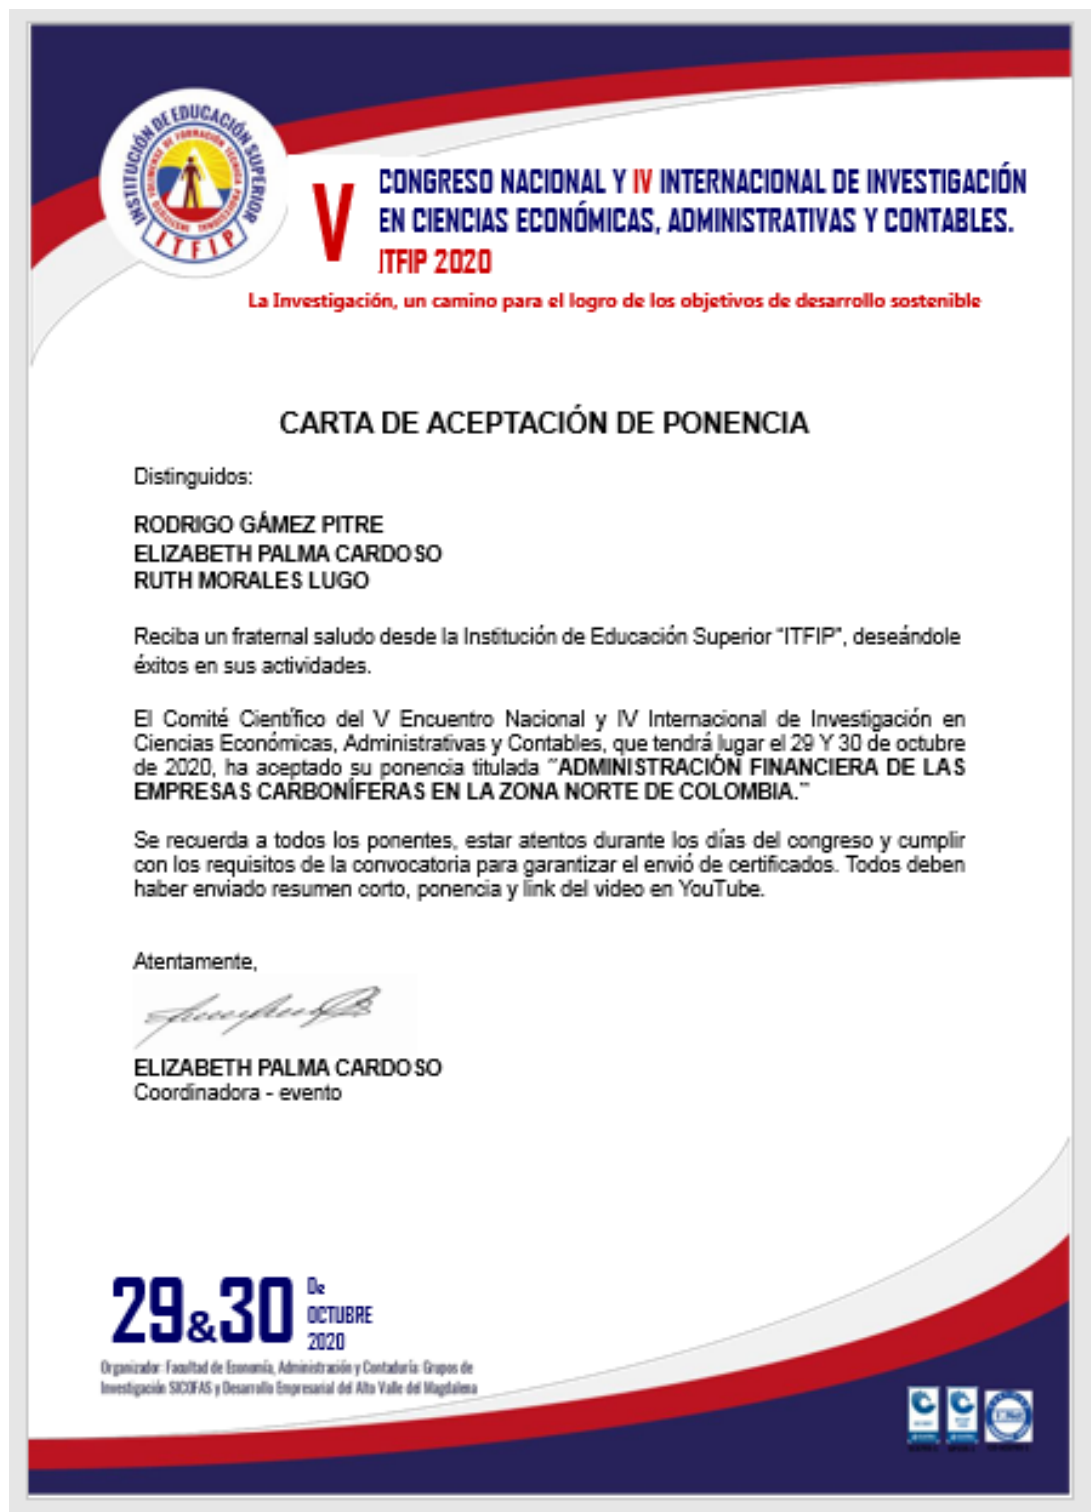 INSTITUCIÓN DE EDUCACIÓN SUPERIOR
ITFIP
V
CONGRESO NACIONAL Y IV INTERNACIONAL DE INVESTIGACIÓN
EN CIENCIAS ECONÓMICAS, ADMINISTRATIVAS Y CONTABLES.
ITFIP 2020
La Investigación, un camino para el logro de los objetivos de desarrollo sostenible
CARTA DE ACEPTACIÓN DE PONENCIA
Distinguidos:
RODRIGO GÁMEZ PITRE
ELIZABETH PALMA CARDOSO
RUTH MORALES LUGO
Reciba un fraternal saludo desde la Institución de Educación Superior “ITFIP”, deseándole
éxitos en sus actividades.
El Comité Científico del V Encuentro Nacional y IV Internacional de Investigación en
Ciencias Económicas, Administrativas y Contables, que tendrá lugar el 29 Y 30 de octubre
de 2020, ha aceptado su ponencia titulada ¨ADMINISTRACIÓN FINANCIERA DE LAS
EMPRESAS CARBONÍFERAS EN LA ZONA NORTE DE COLOMBIA.¨
Se recuerda a todos los ponentes, estar atentos durante los días del congreso y cumplir
con los requisitos de la convocatoria para garantizar el envió de certificados. Todos deben
haber enviado resumen corto, ponencia y link del video en YouTube.
Atentamente,
ELIZABETH PALMA CARDOSO
Coordinadora - evento
29&30 De
OCTUBRE
2020
Organizador: Facultad de Economía, Administración y Contaduría: Grupos de
Investigación SICOFAS y Desarrollo Empresarial del Alto Valle del Magdalena